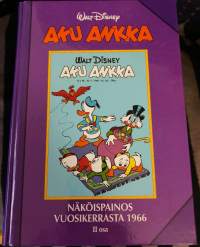 Walt Disney
AKU ANKKA
WALT DISNEY
AKU ANKKA
NÄKÖISPAINOS
VUOSIKERRASTA 1966
II osa